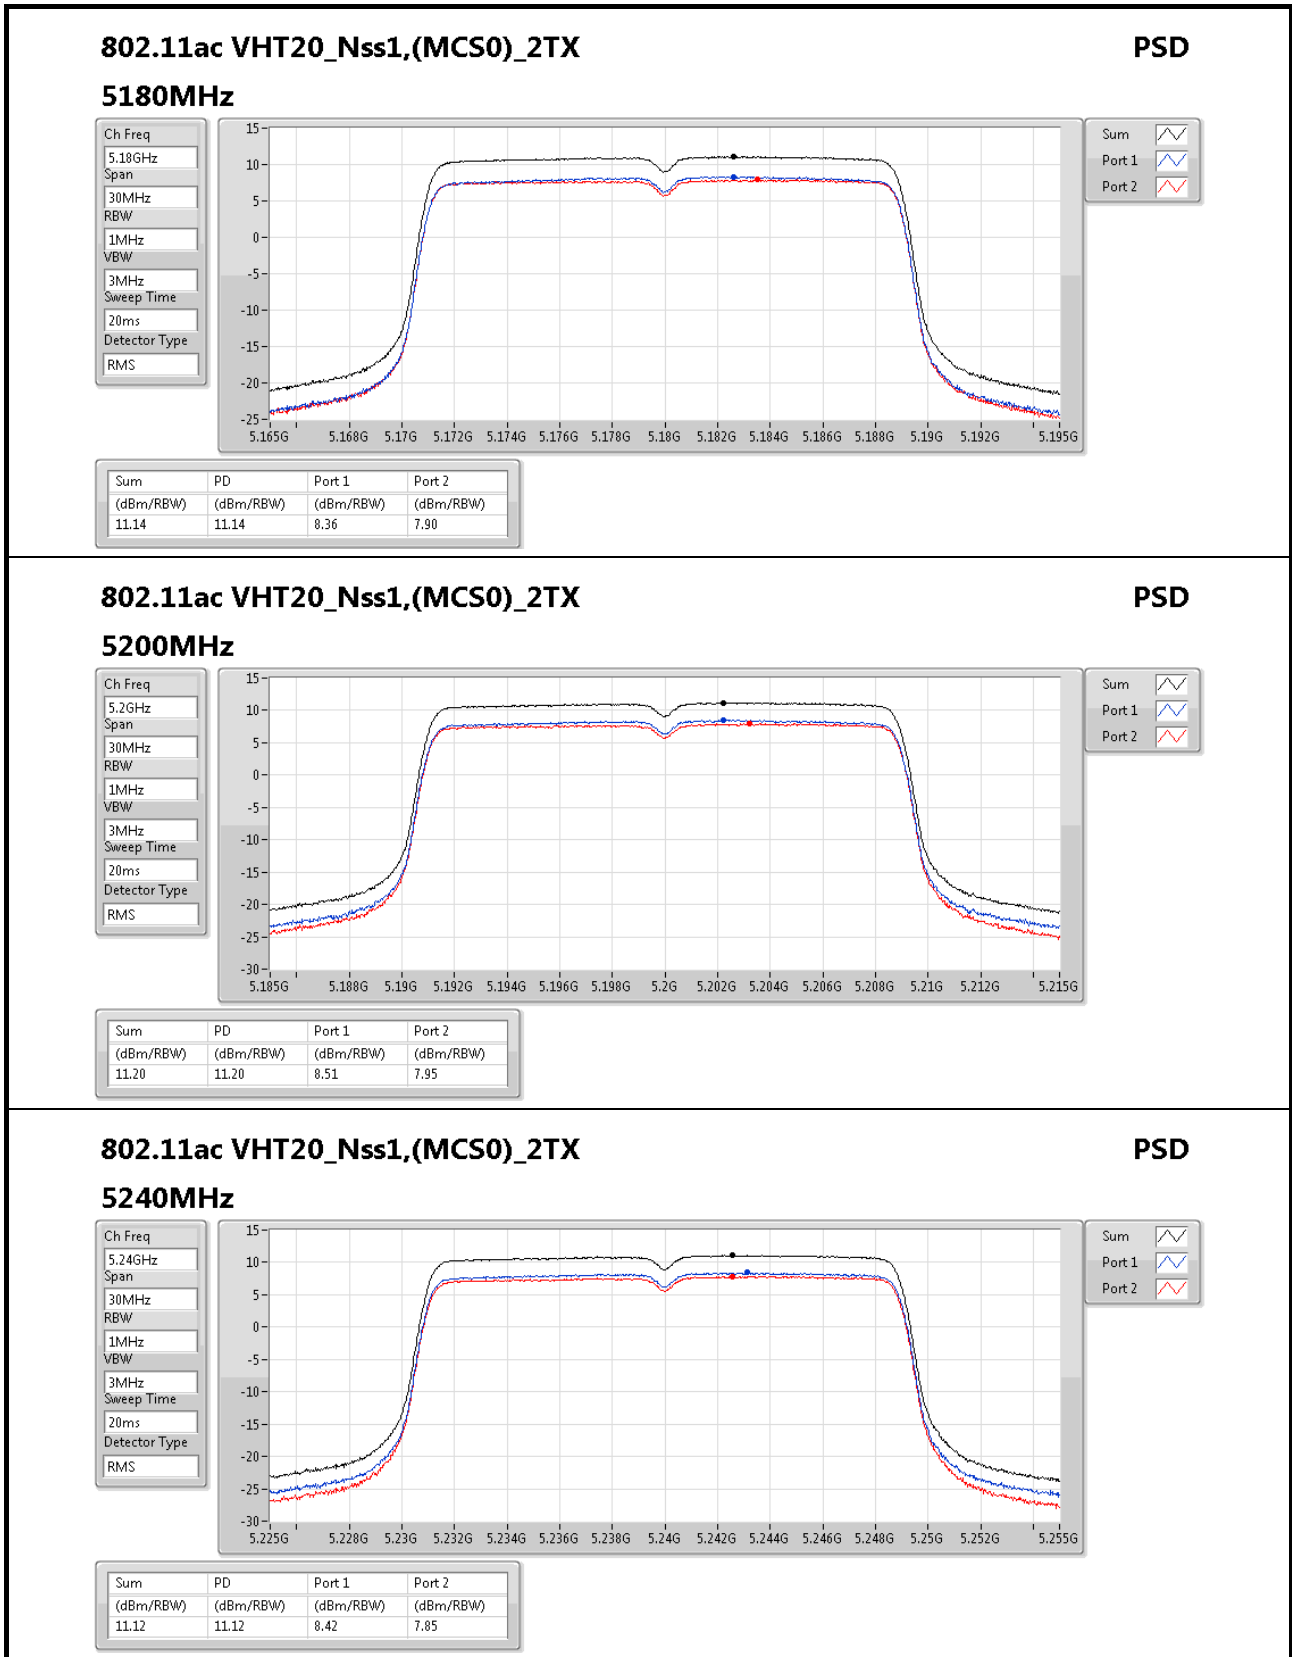 802.11ac VHT20_Nss1,(MCS0)_2TX PSD
5180MHz
Ch Freq
5.18GHz
Span
30MHz
RBW
1MHz
VBW
3MHz
Sweep Time
20ms
Detector Type
RMS
15
10
5
0
-5
-10
-15
-20
-25
5.165G 5.168G 5.17G 5.172G 5.174G 5.176G 5.178G 5.18G 5.182G 5.184G 5.186G 5.188G 5.19G 5.192G 5.195G
Sum
Port 1
Port 2
Sum PD Port 1 Port 2
(dBm/RBW) (dBm/RBW) (dBm/RBW) (dBm/RBW)
11.14 11.14 8.36 7.90
802.11ac VHT20_Nss1,(MCS0)_2TX PSD
5200MHz
Ch Freq
5.2GHz
Span
30MHz
RBW
1MHz
VBW
3MHz
Sweep Time
20ms
Detector Type
RMS
15
10
5
0
-5
-10
-15
-20
-25
-30
5.185G 5.188G 5.19G 5.192G 5.194G 5.196G 5.198G 5.2G 5.202G 5.204G 5.206G 5.208G 5.21G 5.212G 5.215G
Sum
Port 1
Port 2
Sum PD Port 1 Port 2
(dBm/RBW) (dBm/RBW) (dBm/RBW) (dBm/RBW)
11.20 11.20 8.51 7.95
802.11ac VHT20_Nss1,(MCS0)_2TX PSD
5240MHz
Ch Freq
5.24GHz
Span
30MHz
RBW
1MHz
VBW
3MHz
Sweep Time
20ms
Detector Type
RMS
15
10
5
0
-5
-10
-15
-20
-25
-30
5.225G 5.228G 5.23G 5.232G 5.234G 5.236G 5.238G 5.24G 5.242G 5.244G 5.246G 5.248G 5.25G 5.252G 5.255G
Sum
Port 1
Port 2
Sum PD Port 1 Port 2
(dBm/RBW) (dBm/RBW) (dBm/RBW) (dBm/RBW)
11.12 11.12 8.42 7.85